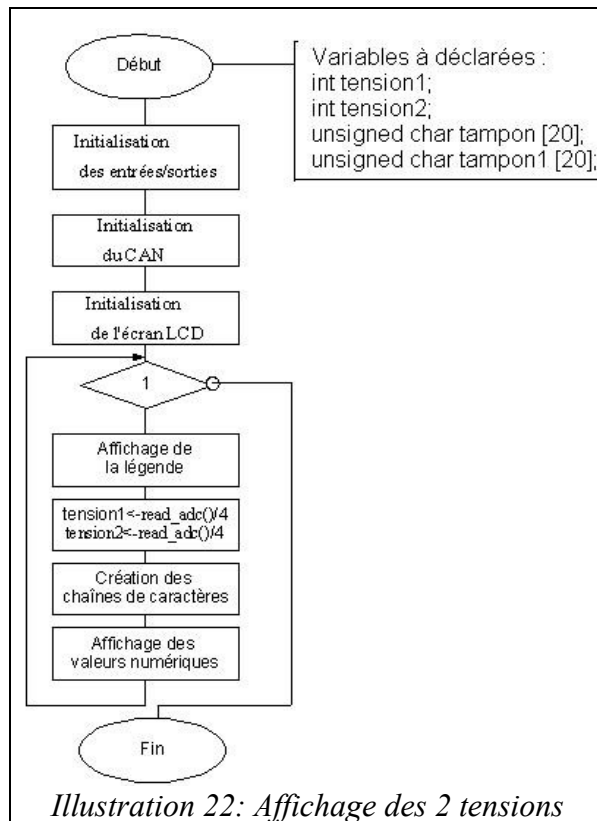 Début
Variables à déclarées :
int tension1;
int tension2;
unsigned char tampon [20];
unsigned char tampon1 [20];
Initialisation
des entrées/sorties
Initialisation
du CAN
Initialisation
de l'écran LCD
1
Affichage de
la légende
tension1<-read_adc()/4
tension2<-read_adc()/4
Création des
chaînes de caractères
Affichage des
valeurs numériques
Fin
Illustration 22: Affichage des 2 tensions